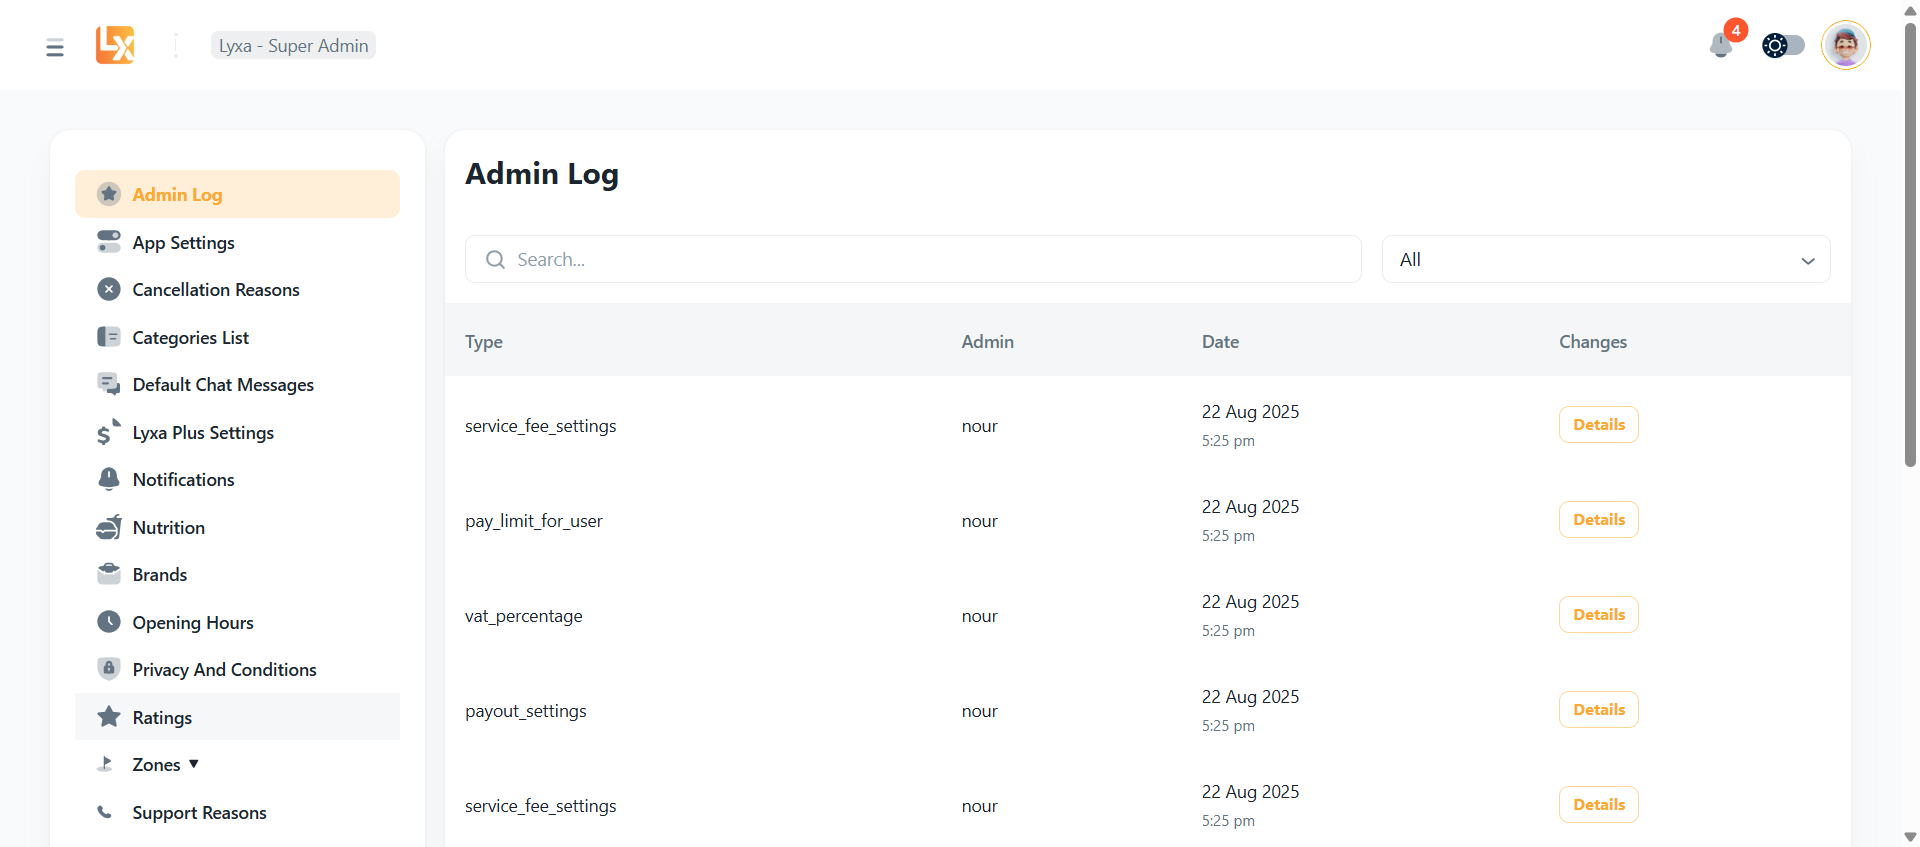 LX
Lyxa - Super Admin
4
Admin Log
App Settings
Cancellation Reasons
Categories List
Default Chat Messages
Lyxa Plus Settings
Notifications
Nutrition
Brands
Opening Hours
Privacy And Conditions
Ratings
Zones ▼
Support Reasons
Admin Log
Search...
All
Type Admin Date Changes
service_fee_settings nour 22 Aug 2025 Details
5:25 pm
pay_limit_for_user nour 22 Aug 2025 Details
5:25 pm
vat_percentage nour 22 Aug 2025 Details
5:25 pm
payout_settings nour 22 Aug 2025 Details
5:25 pm
service_fee_settings nour 22 Aug 2025 Details
5:25 pm